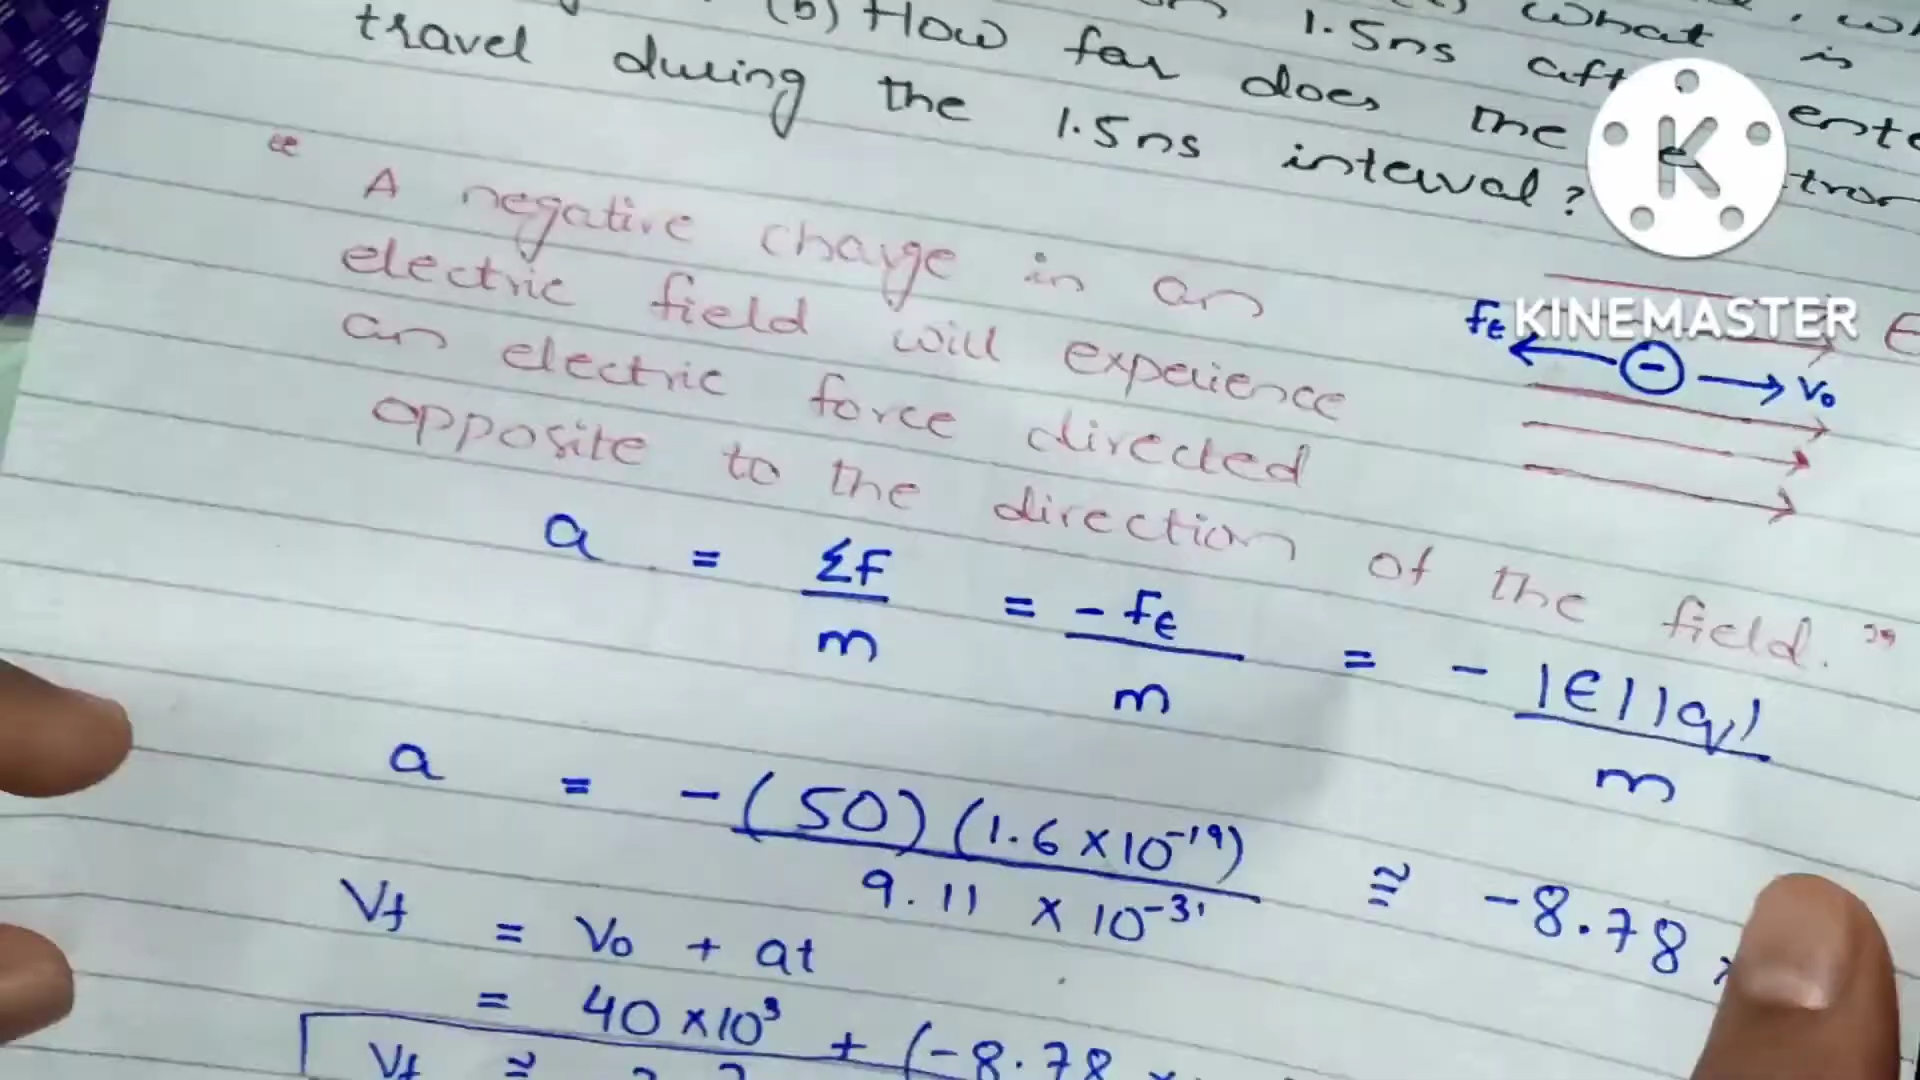 (b) How far does the
1.5ns after
What is
travel during the 1.5ns interval?
KINEMASTER
“ A negative charge in an
electric field will experience
an electric force directed
opposite to the direction of the field. ”
FE
- → V₀
E
a = ΣF/m = -FE/m = - |E||q|/m
a = -(50)(1.6 × 10⁻¹⁹)/9.11 × 10⁻³¹ ≅ -8.78 ×
Vf = V₀ + at
= 40 × 10³ + (-8.78 ×
Vf ≅